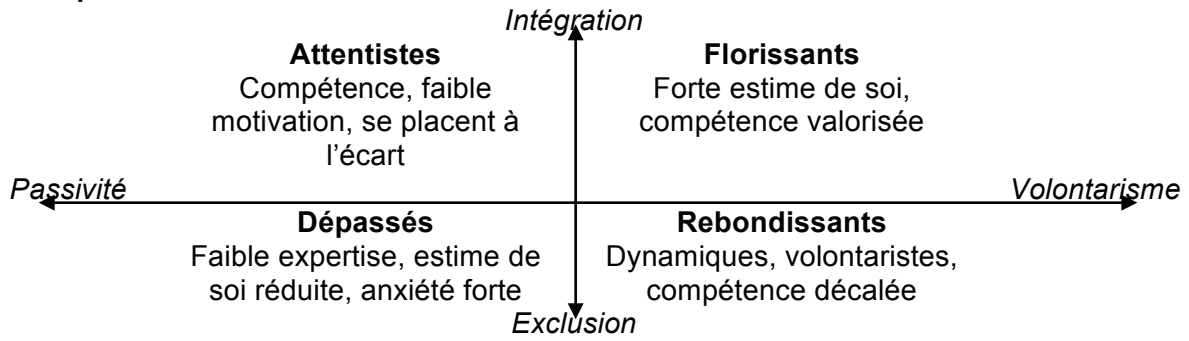 Intégration
Attentistes
Compétence, faible
motivation, se placent à
l'écart
Florissants
Forte estime de soi,
compétence valorisée
Passivité
Volontarisme
Dépassés
Faible expertise, estime de
soi réduite, anxiété forte
Rebondissants
Dynamiques, volontaristes,
compétence décalée
Exclusion